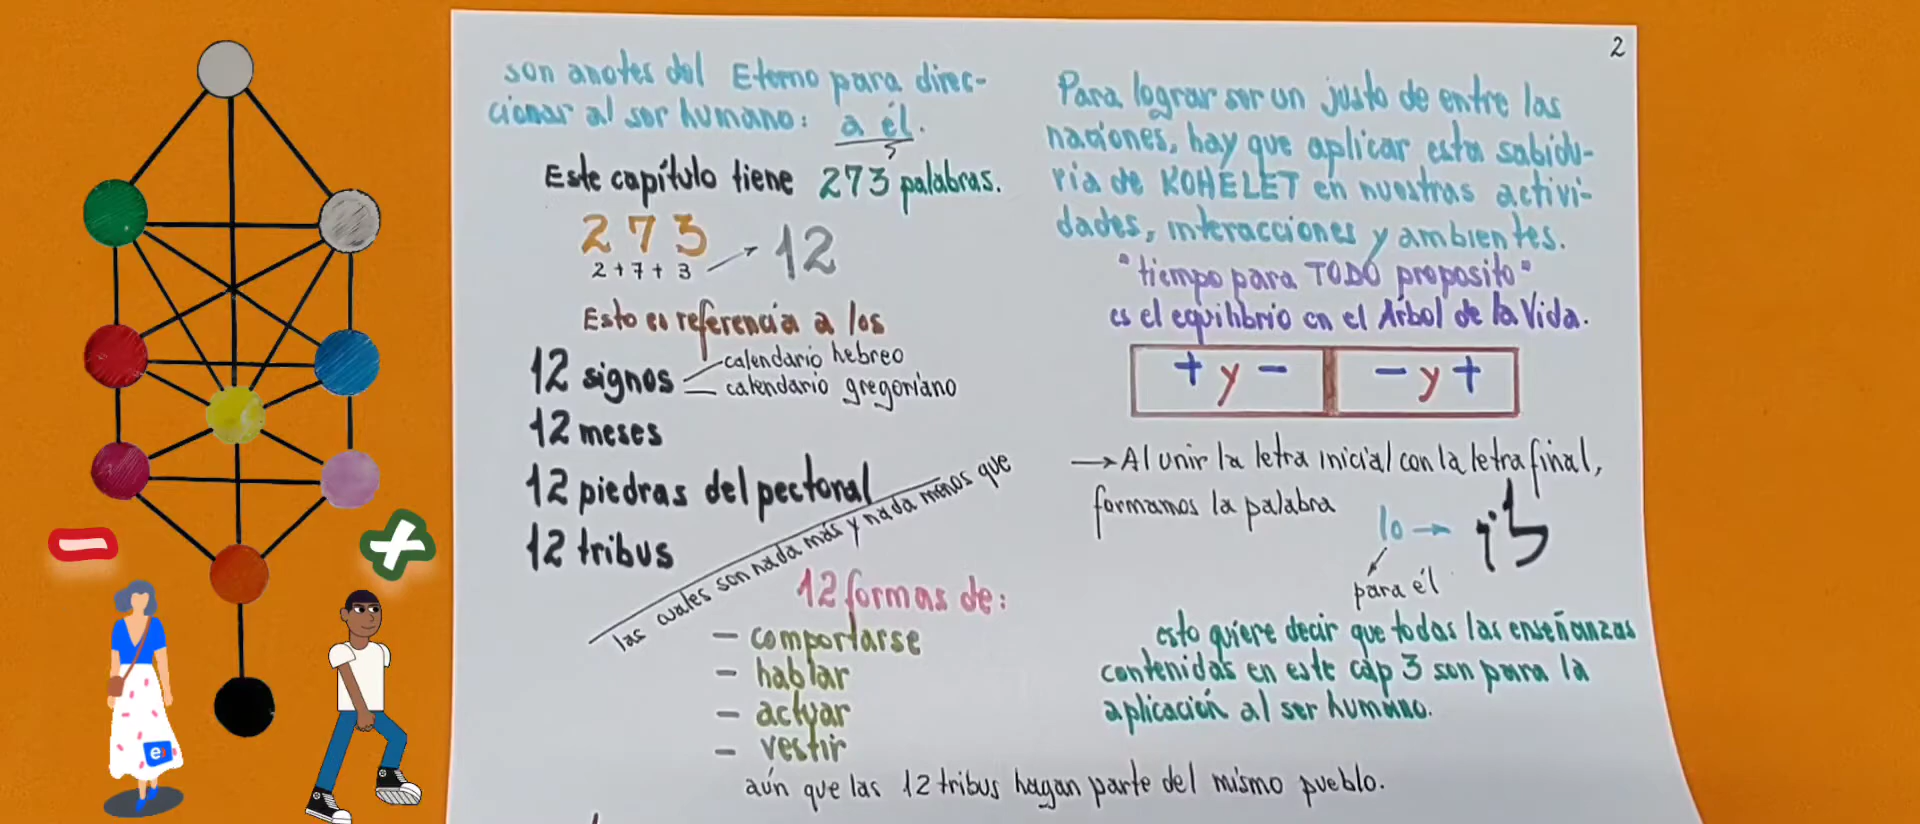 2
son anotes del Eterno para direc-
cionar al ser humano: a él.
Este capítulo tiene 273 palabras.
2 7 3
2 + 7 + 3 → 12
Esto es referencia a los
12 signos
calendario hebreo
calendario gregoriano
12 meses
12 piedras del pectoral
12 tribus
las cuales son nada más y nada menos que
12 formas de:
- comportarse
- hablar
- actuar
- vestir
aún que las 12 tribus hagan parte del mismo pueblo.
Para lograr ser un justo de entre las
naciones, hay que aplicar esta sabidu-
ria de KOHELET en nuestras activi-
dades, interacciones y ambientes.
"tiempo para TODO proposito"
es el equilibrio en el Árbol de la Vida.
+ y - - y +
→ Al unir la letra inicial con la letra final,
formamos la palabra
lo →
para él
esto quiere decir que todas las enseñanzas
contenidas en este cap 3 son para la
aplicación al ser humano.
- +
e)